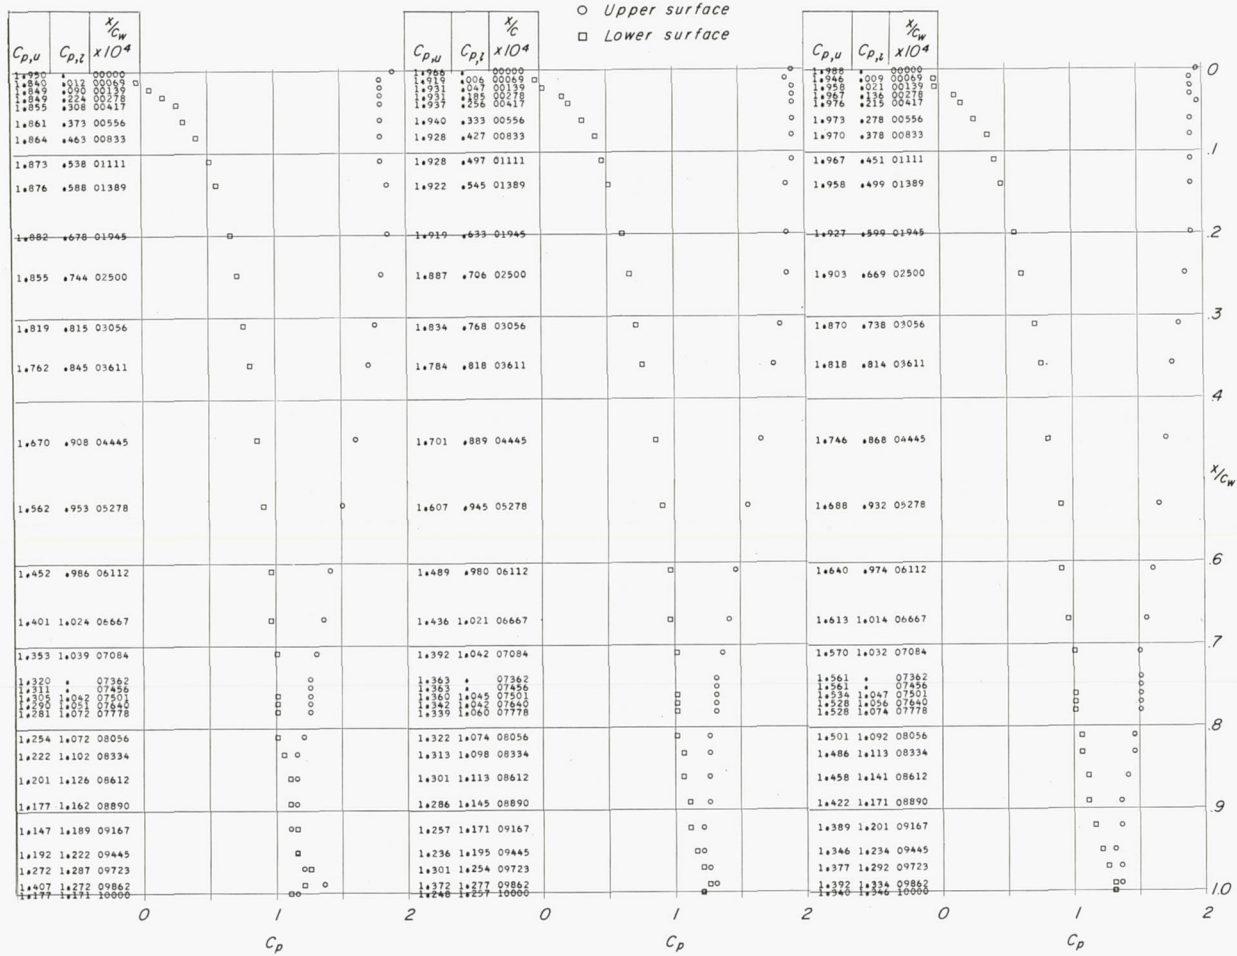 ○ Upper surface
□ Lower surface
Cp,u Cp,l x/cw ×10⁴
1.950 . 00000
1.840 .012 00069
1.849 .090 00139
1.849 .224 00278
1.855 .308 00417
1.861 .373 00556
1.864 .463 00833
1.873 .538 01111
1.876 .588 01389
1.882 .678 01945
1.855 .744 02500
1.819 .815 03056
1.762 .845 03611
1.670 .908 04445
1.562 .953 05278
1.452 .986 06112
1.401 1.024 06667
1.353 1.039 07084
1.320 . 07362
1.311 . 07456
1.305 1.042 07501
1.290 1.051 07640
1.281 1.072 07778
1.254 1.072 08056
1.222 1.102 08334
1.201 1.126 08612
1.177 1.162 08890
1.147 1.189 09167
1.192 1.222 09445
1.272 1.287 09723
1.407 1.272 09862
1.177 1.171 10000
Cp,u Cp,l x/c ×10⁴
1.966 . 00000
1.919 .006 00069
1.931 .047 00139
1.931 .185 00278
1.937 .256 00417
1.940 .333 00556
1.928 .427 00833
1.928 .497 01111
1.922 .545 01389
1.919 .633 01945
1.887 .706 02500
1.834 .768 03056
1.784 .818 03611
1.701 .889 04445
1.607 .945 05278
1.489 .980 06112
1.436 1.021 06667
1.392 1.042 07084
1.363 . 07362
1.363 . 07456
1.360 1.045 07501
1.342 1.042 07640
1.339 1.060 07778
1.322 1.074 08056
1.313 1.098 08334
1.301 1.113 08612
1.286 1.145 08890
1.257 1.171 09167
1.236 1.195 09445
1.301 1.254 09723
1.372 1.277 09862
1.248 1.257 10000
Cp,u Cp,l x/cw ×10⁴
1.988 . 00000
1.946 .009 00069
1.958 .021 00139
1.967 .136 00278
1.976 .215 00417
1.973 .278 00556
1.970 .378 00833
1.967 .451 01111
1.958 .499 01389
1.927 .599 01945
1.903 .669 02500
1.870 .738 03056
1.818 .814 03611
1.746 .868 04445
1.688 .932 05278
1.640 .974 06112
1.613 1.014 06667
1.570 1.032 07084
1.561 . 07362
1.561 . 07456
1.534 1.047 07501
1.528 1.056 07640
1.528 1.074 07778
1.501 1.092 08056
1.486 1.113 08334
1.458 1.141 08612
1.422 1.171 08890
1.389 1.201 09167
1.346 1.234 09445
1.377 1.292 09723
1.392 1.334 09862
1.340 1.346 10000
0
.1
.2
.3
.4
x/cw
.6
.7
.8
.9
1.0
0 1 2 0 1 2 0 1 2
Cp Cp Cp